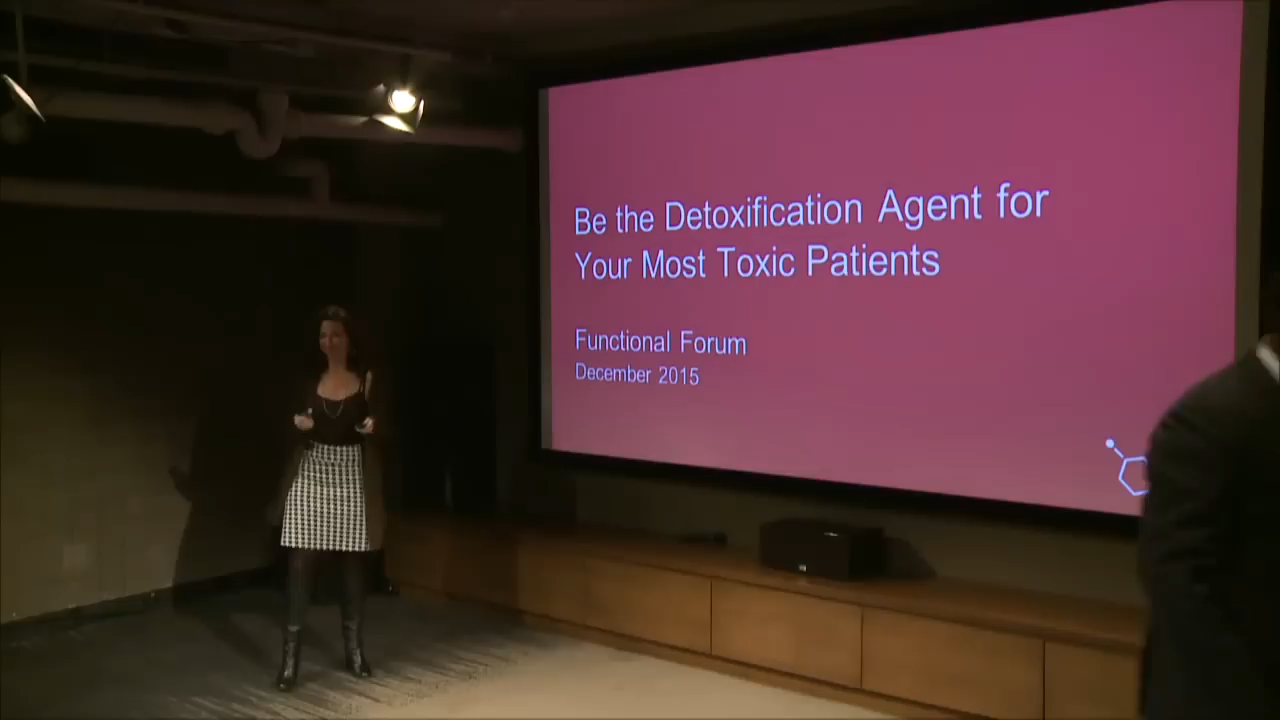 Be the Detoxification Agent for
Your Most Toxic Patients
Functional Forum
December 2015